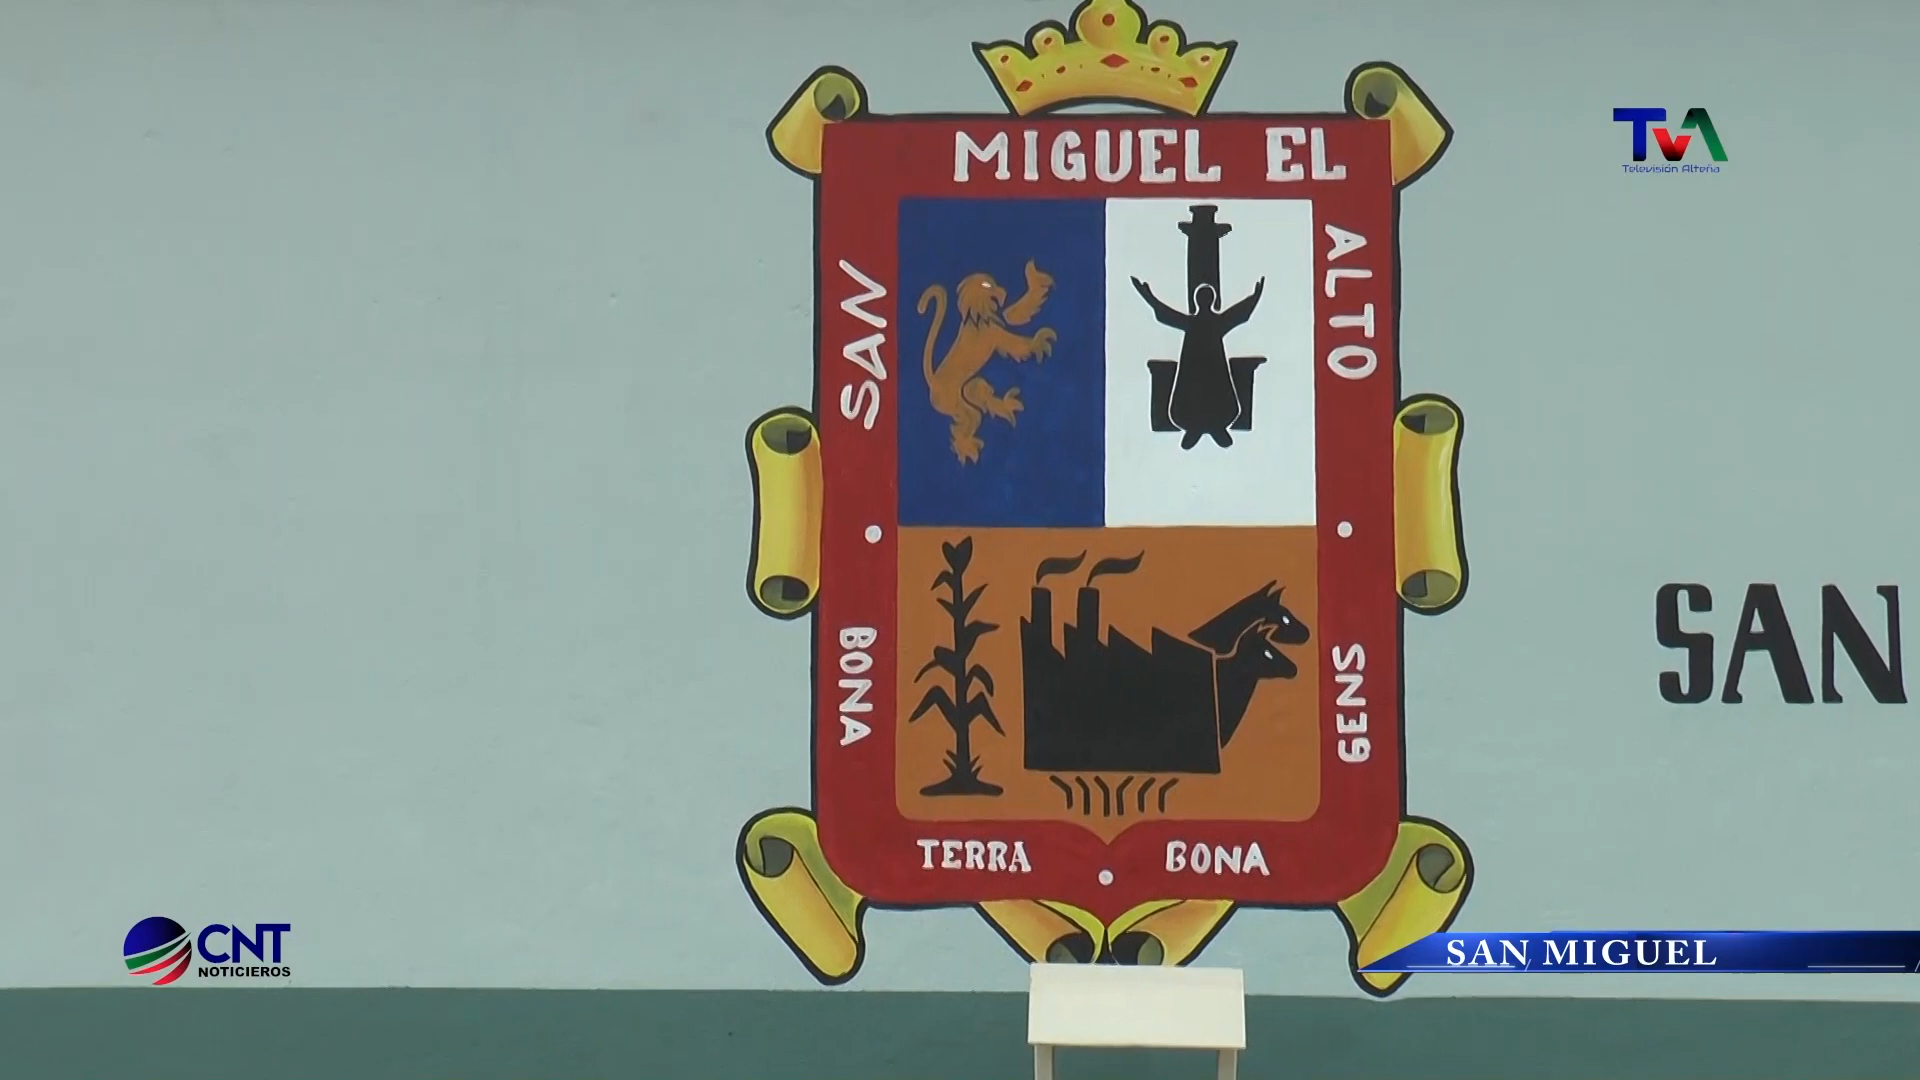 MIGUEL EL
SAN
ALTO
BONA
GENS
TERRA
BONA
SAN
TVA
Televisión Alteña
CNT
NOTICIEROS
SAN MIGUEL